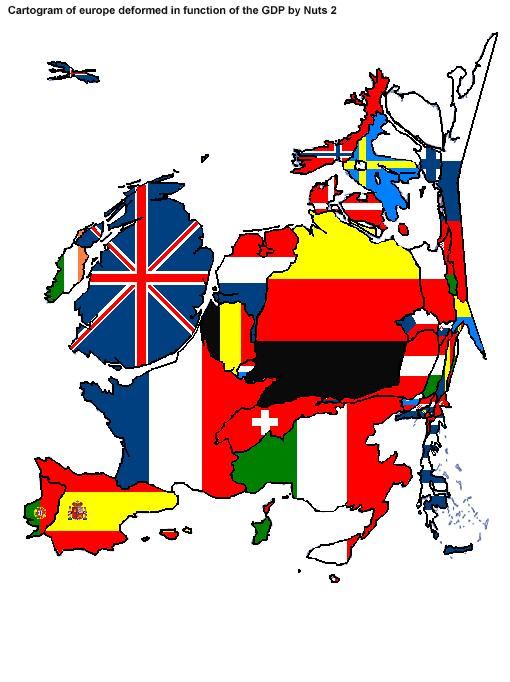 Cartogram of europe deformed in function of the GDP by Nuts 2